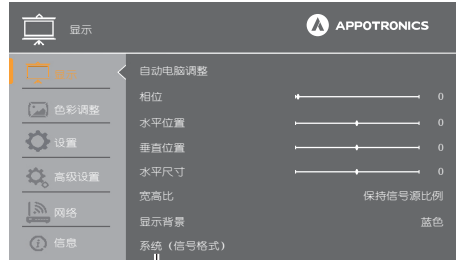 显示
APPOTRONICS
显示
色彩调整
设置
高级设置
网络
信息
自动电脑调整
相位 0
水平位置 0
垂直位置 0
水平尺寸 0
宽高比 保持信号源比例
显示背景 蓝色
系统（信号格式）